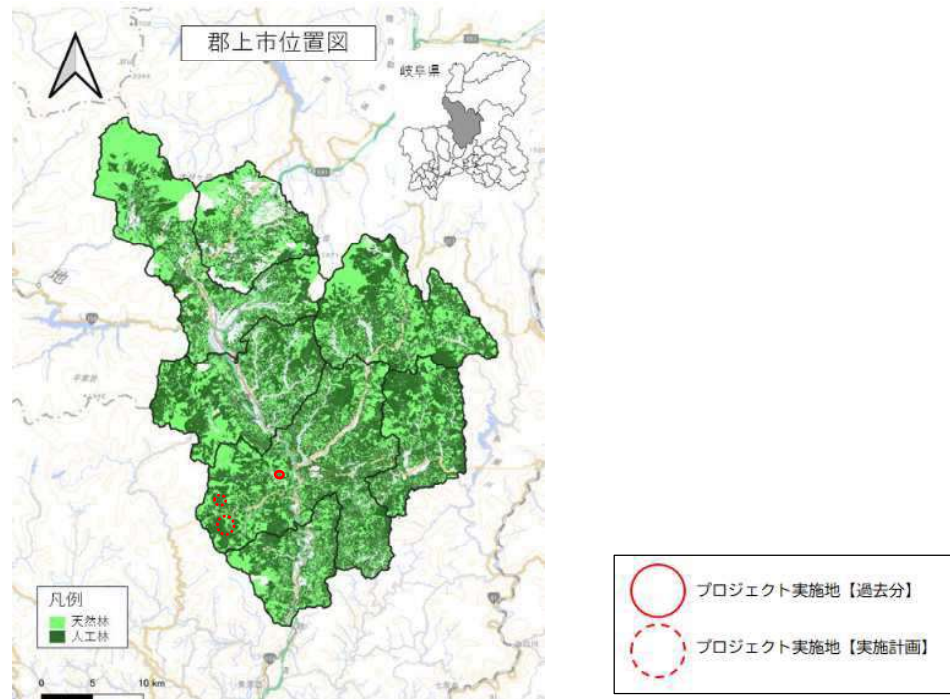 郡上市位置図
岐阜県
凡例
天然林
人工林
0 5 10 km
プロジェクト実施地【過去分】
プロジェクト実施地【実施計画】